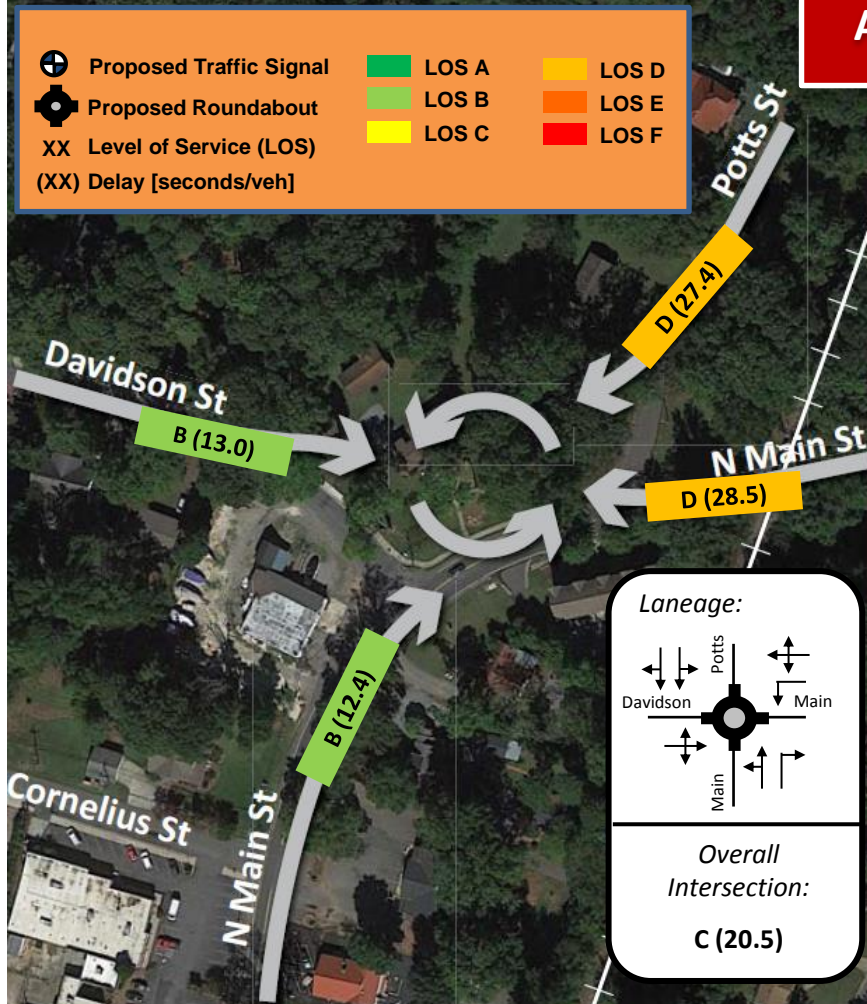 A
Proposed Traffic Signal
Proposed Roundabout
XX Level of Service (LOS)
(XX) Delay [seconds/veh]
LOS A
LOS B
LOS C
LOS D
LOS E
LOS F
Potts St
D (27.4)
Davidson St
B (13.0)
N Main St
D (28.5)
B (12.4)
Cornelius St
N Main St
Laneage:
Potts
Davidson
Main
Main
Overall
Intersection:
C (20.5)